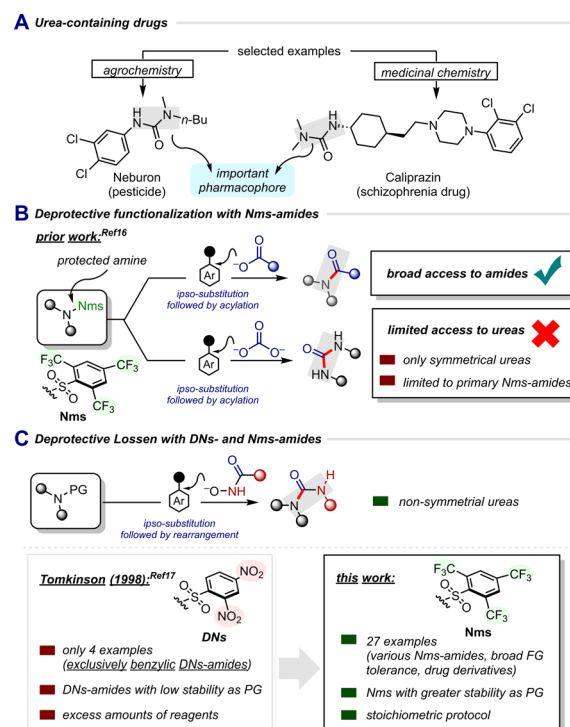 A Urea-containing drugs
selected examples
agrochemistry
medicinal chemistry
H
N
N
n-Bu
O
Cl
Cl
Neburon
(pesticide)
important
pharmacophore
N
H
N
O
N
N
Cl
Cl
Caliprazin
(schizophrenia drug)
B Deprotective functionalization with Nms-amides
prior work:Ref16
protected amine
N
Nms
F3C
CF3
O
S
O
CF3
Nms
Ar
−O
O
ipso-substitution
followed by acylation
O
N
broad access to amides
Ar
−O
O
O−
ipso-substitution
followed by acylation
H
N
O
HN
limited access to ureas
only symmetrical ureas
limited to primary Nms-amides
C Deprotective Lossen with DNs- and Nms-amides
N
PG
Ar
−O
NH
O
ipso-substitution
followed by rearrangement
O
H
N
N
non-symmetrial ureas
Tomkinson (1998):Ref17
O
S
O
NO2
NO2
DNs
only 4 examples
(exclusively benzylic DNs-amides)
DNs-amides with low stability as PG
excess amounts of reagents
this work:
F3C
CF3
O
S
O
CF3
Nms
27 examples
(various Nms-amides, broad FG
tolerance, drug derivatives)
Nms with greater stability as PG
stoichiometric protocol